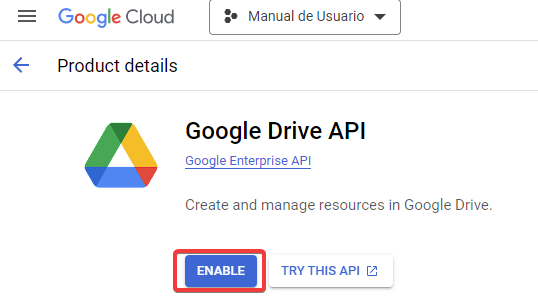 Google Cloud
Manual de Usuario
Product details
Google Drive API
Google Enterprise API
Create and manage resources in Google Drive.
ENABLE
TRY THIS API